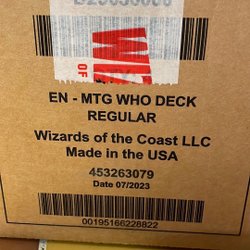 EN - MTG WHO DECK
REGULAR
Wizards of the Coast LLC
Made in the USA
453263079
Date 07/2023
00195166228822